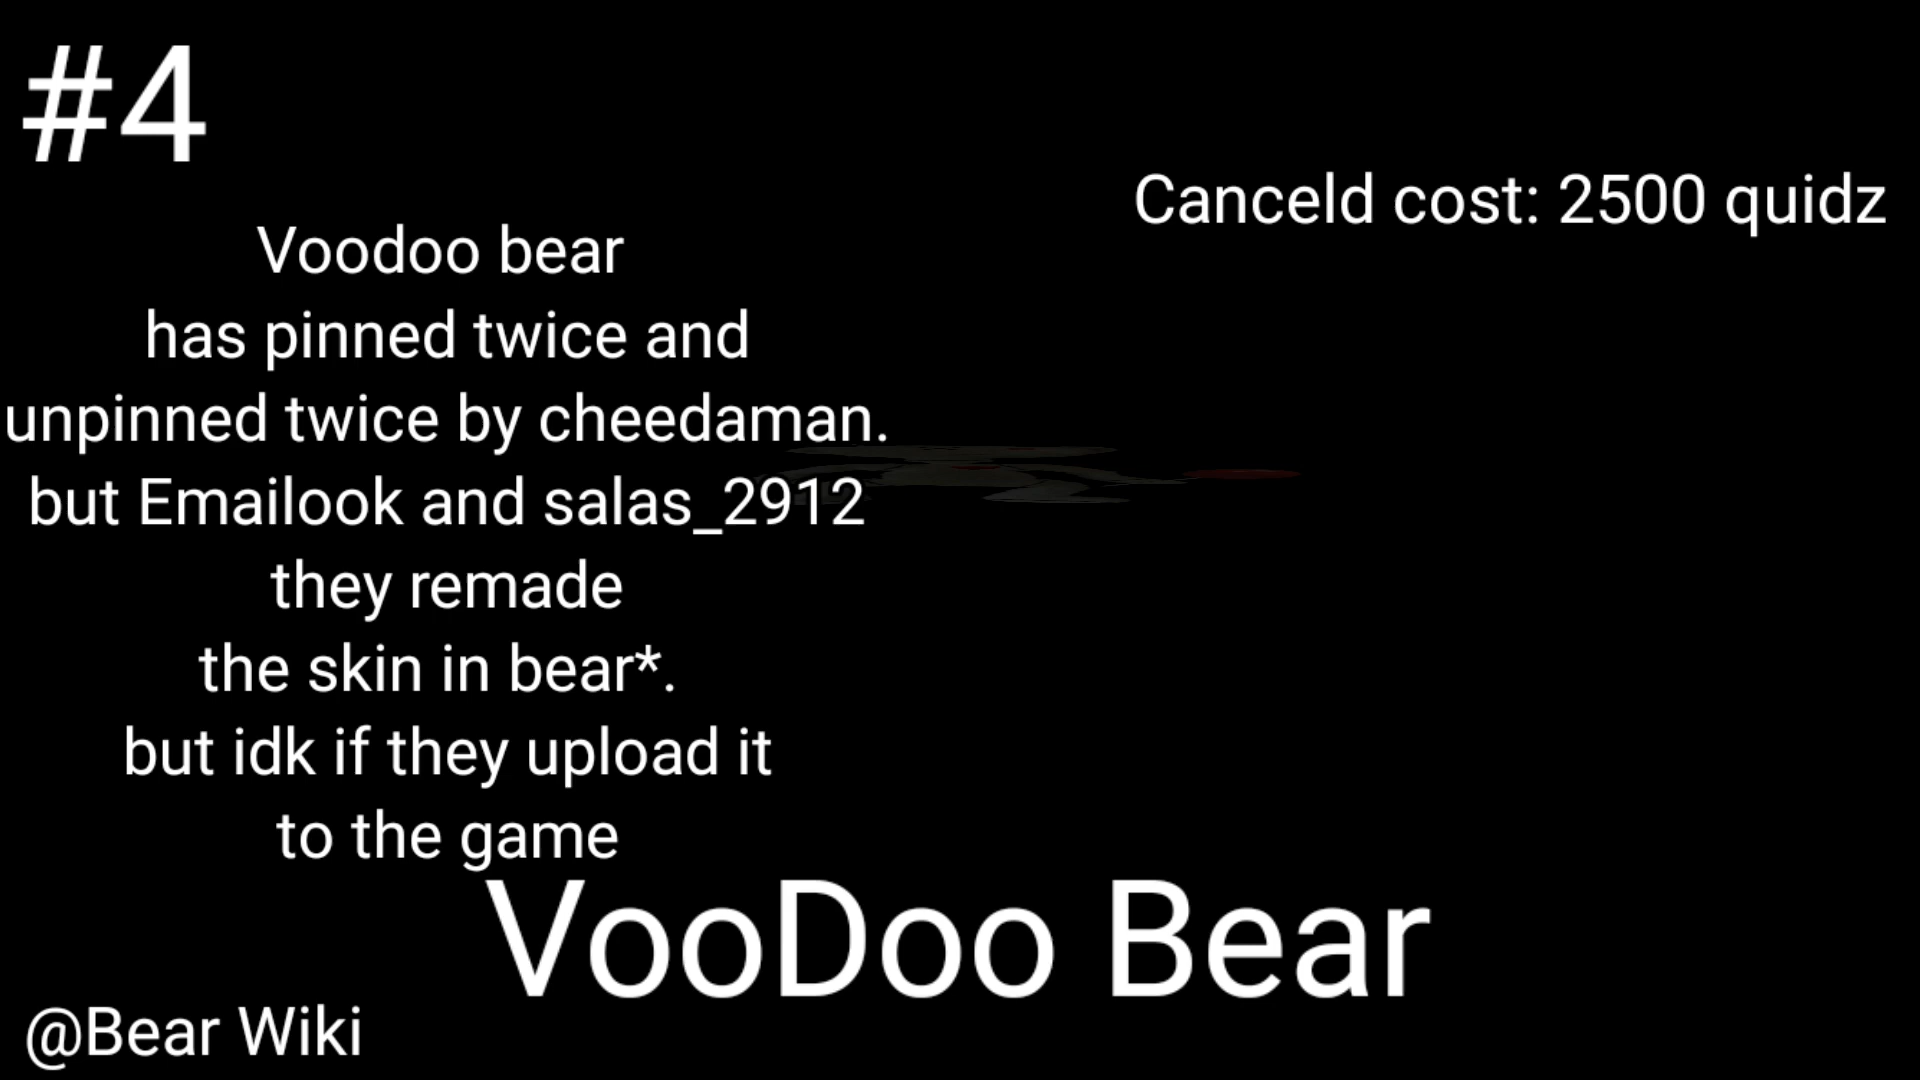 #4
Canceld cost: 2500 quidz
Voodoo bear
has pinned twice and
unpinned twice by cheedaman.
but Emailook and salas_2912
they remade
the skin in bear*.
but idk if they upload it
to the game
VooDoo Bear
@Bear Wiki